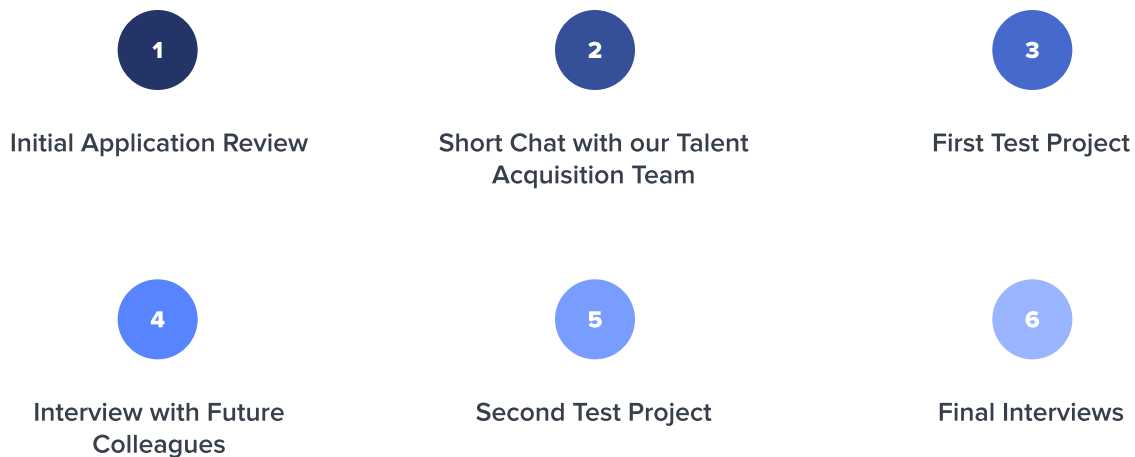 1
Initial Application Review
2
Short Chat with our Talent
Acquisition Team
3
First Test Project
4
Interview with Future
Colleagues
5
Second Test Project
6
Final Interviews